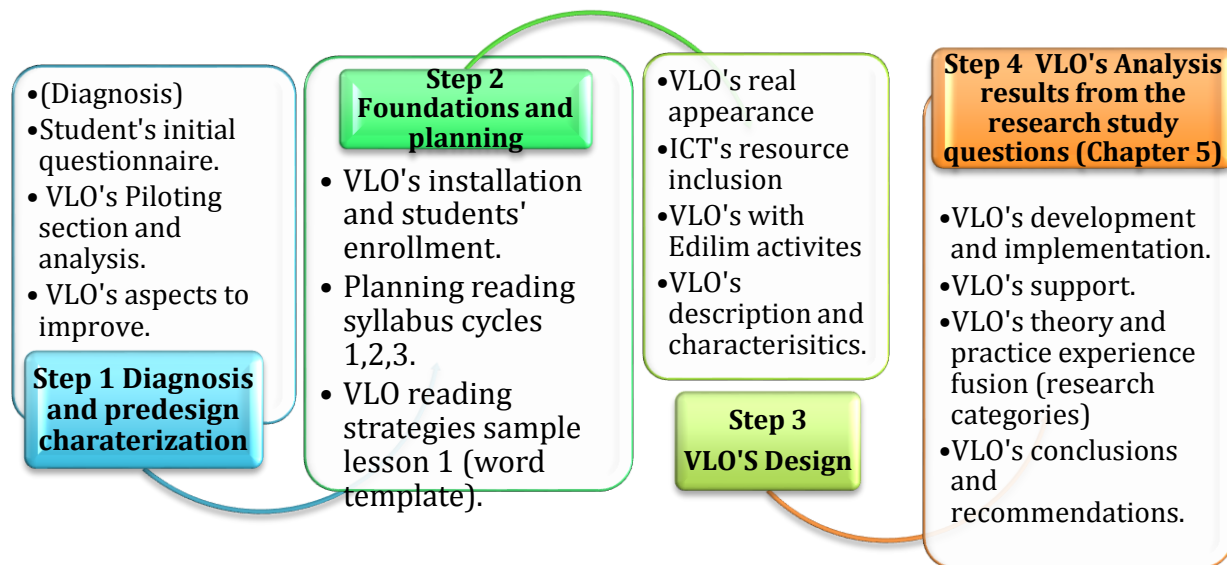 •(Diagnosis)
•Student's initial
questionnaire.
• VLO's Piloting
section and
analysis.
• VLO's aspects to
improve.
Step 1 Diagnosis
and predesign
charaterization
Step 2
Foundations and
planning
• VLO's installation
and students'
enrollment.
• Planning reading
syllabus cycles
1,2,3.
• VLO reading
strategies sample
lesson 1 (word
template).
•VLO's real
appearance
•ICT's resource
inclusion
•VLO's with
Edilim activites
•VLO's
description and
characterisitics.
Step 3
VLO'S Design
Step 4 VLO's Analysis
results from the
research study
questions (Chapter 5)
•VLO's development
and implementation.
•VLO's support.
•VLO's theory and
practice experience
fusion (research
categories)
•VLO's conclusions
and
recommendations.